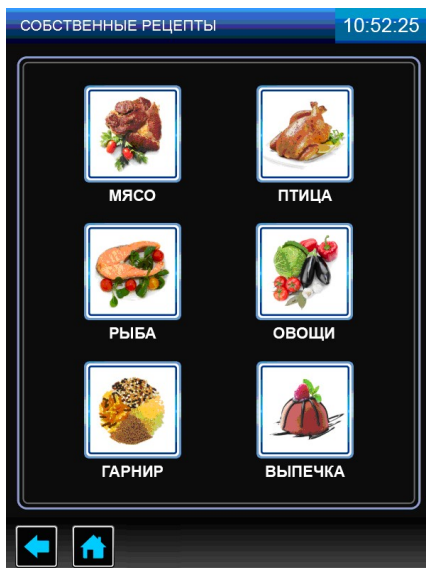 СОБСТВЕННЫЕ РЕЦЕПТЫ 10:52:25
МЯСО ПТИЦА
РЫБА ОВОЩИ
ГАРНИР ВЫПЕЧКА